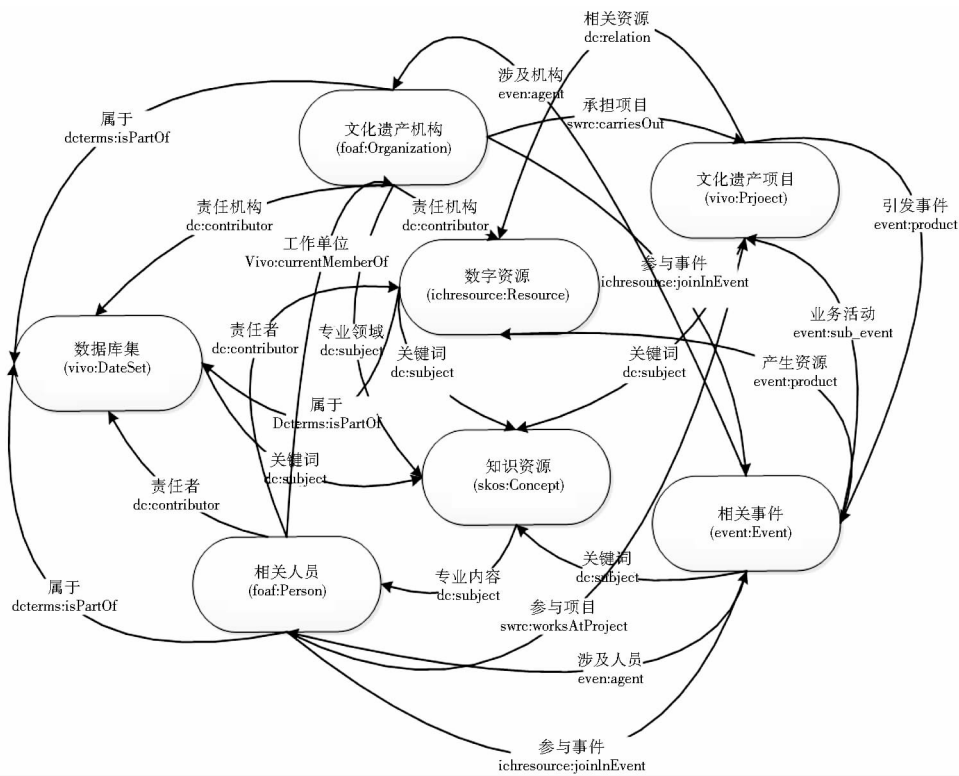 相关资源
dc:relation
涉及机构
even:agent
承担项目
swrc:carriesOut
属于
dcterms:isPartOf
文化遗产机构
(foaf:Organization)
文化遗产项目
(vivo:Prjoect)
责任机构
dc:contributor
责任机构
dc:contributor
引发事件
event:product
工作单位
Vivo:currentMemberOf
参与事件
ichresource:joinInEvent
数字资源
(ichresource:Resource)
业务活动
event:sub_event
责任者
dc:contributor
专业领域
dc:subject
关键词
dc:subject
关键词
dc:subject
产生资源
event:product
数据库集
(vivo:DateSet)
属于
Dcterms:isPartOf
关键词
dc:subject
知识资源
(skos:Concept)
责任者
dc:contributor
相关事件
(event:Event)
相关人员
(foaf:Person)
专业内容
dc:subject
关键词
dc:subject
属于
dcterms:isPartOf
参与项目
swrc:worksAtProject
涉及人员
even:agent
参与事件
ichresource:joinInEvent